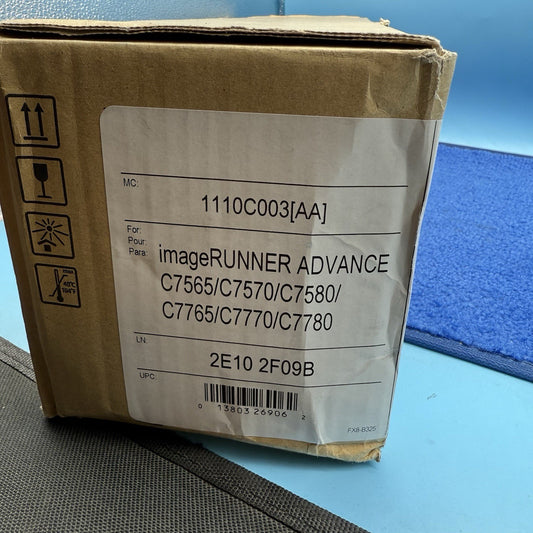 MC:
1110C003[AA]
For:
Pour:
Para:
imageRUNNER ADVANCE
C7565/C7570/C7580/
C7765/C7770/C7780
LN:
2E10 2F09B
UPC:
0 13803 26906 2
FX8-B325